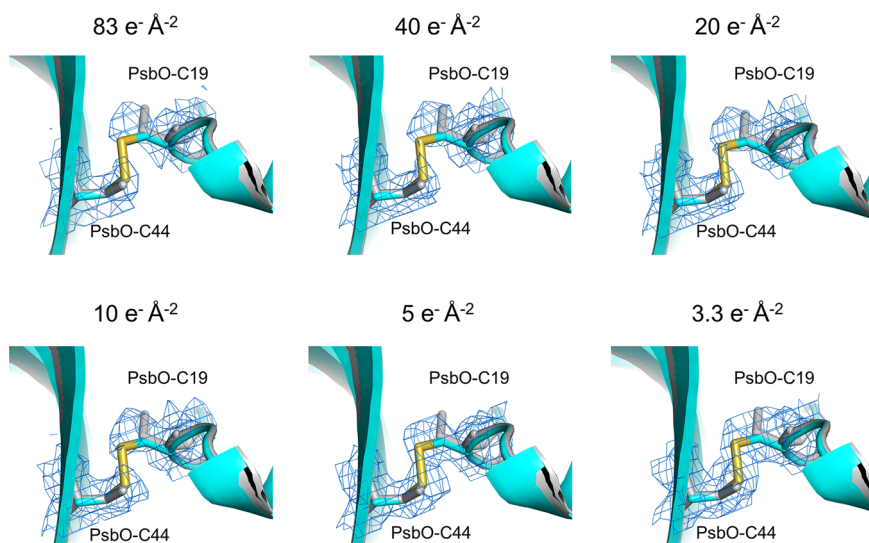 83 e⁻ Å⁻² 40 e⁻ Å⁻² 20 e⁻ Å⁻²
PsbO-C19 PsbO-C19 PsbO-C19
PsbO-C44 PsbO-C44 PsbO-C44
10 e⁻ Å⁻² 5 e⁻ Å⁻² 3.3 e⁻ Å⁻²
PsbO-C19 PsbO-C19 PsbO-C19
PsbO-C44 PsbO-C44 PsbO-C44